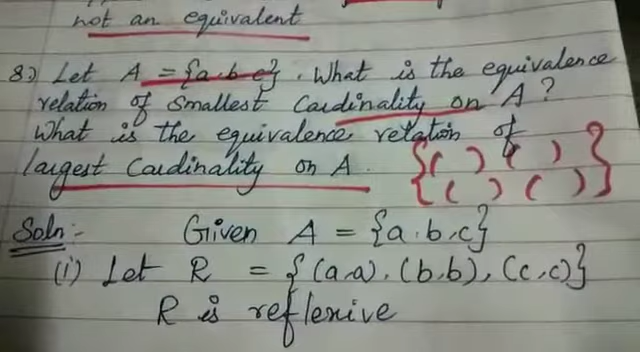 not an equivalent
8) Let A = {a.b.c}. What is the equivalence
relation of smallest Cardinality on A?
What is the equivalence relation of
largest Cardinality on A.
{( ) ( )
( ) ( )}
Soln:- Given A = {a.b.c}
(i) Let R = {(a,a), (b,b), (c,c)}
R is reflexive